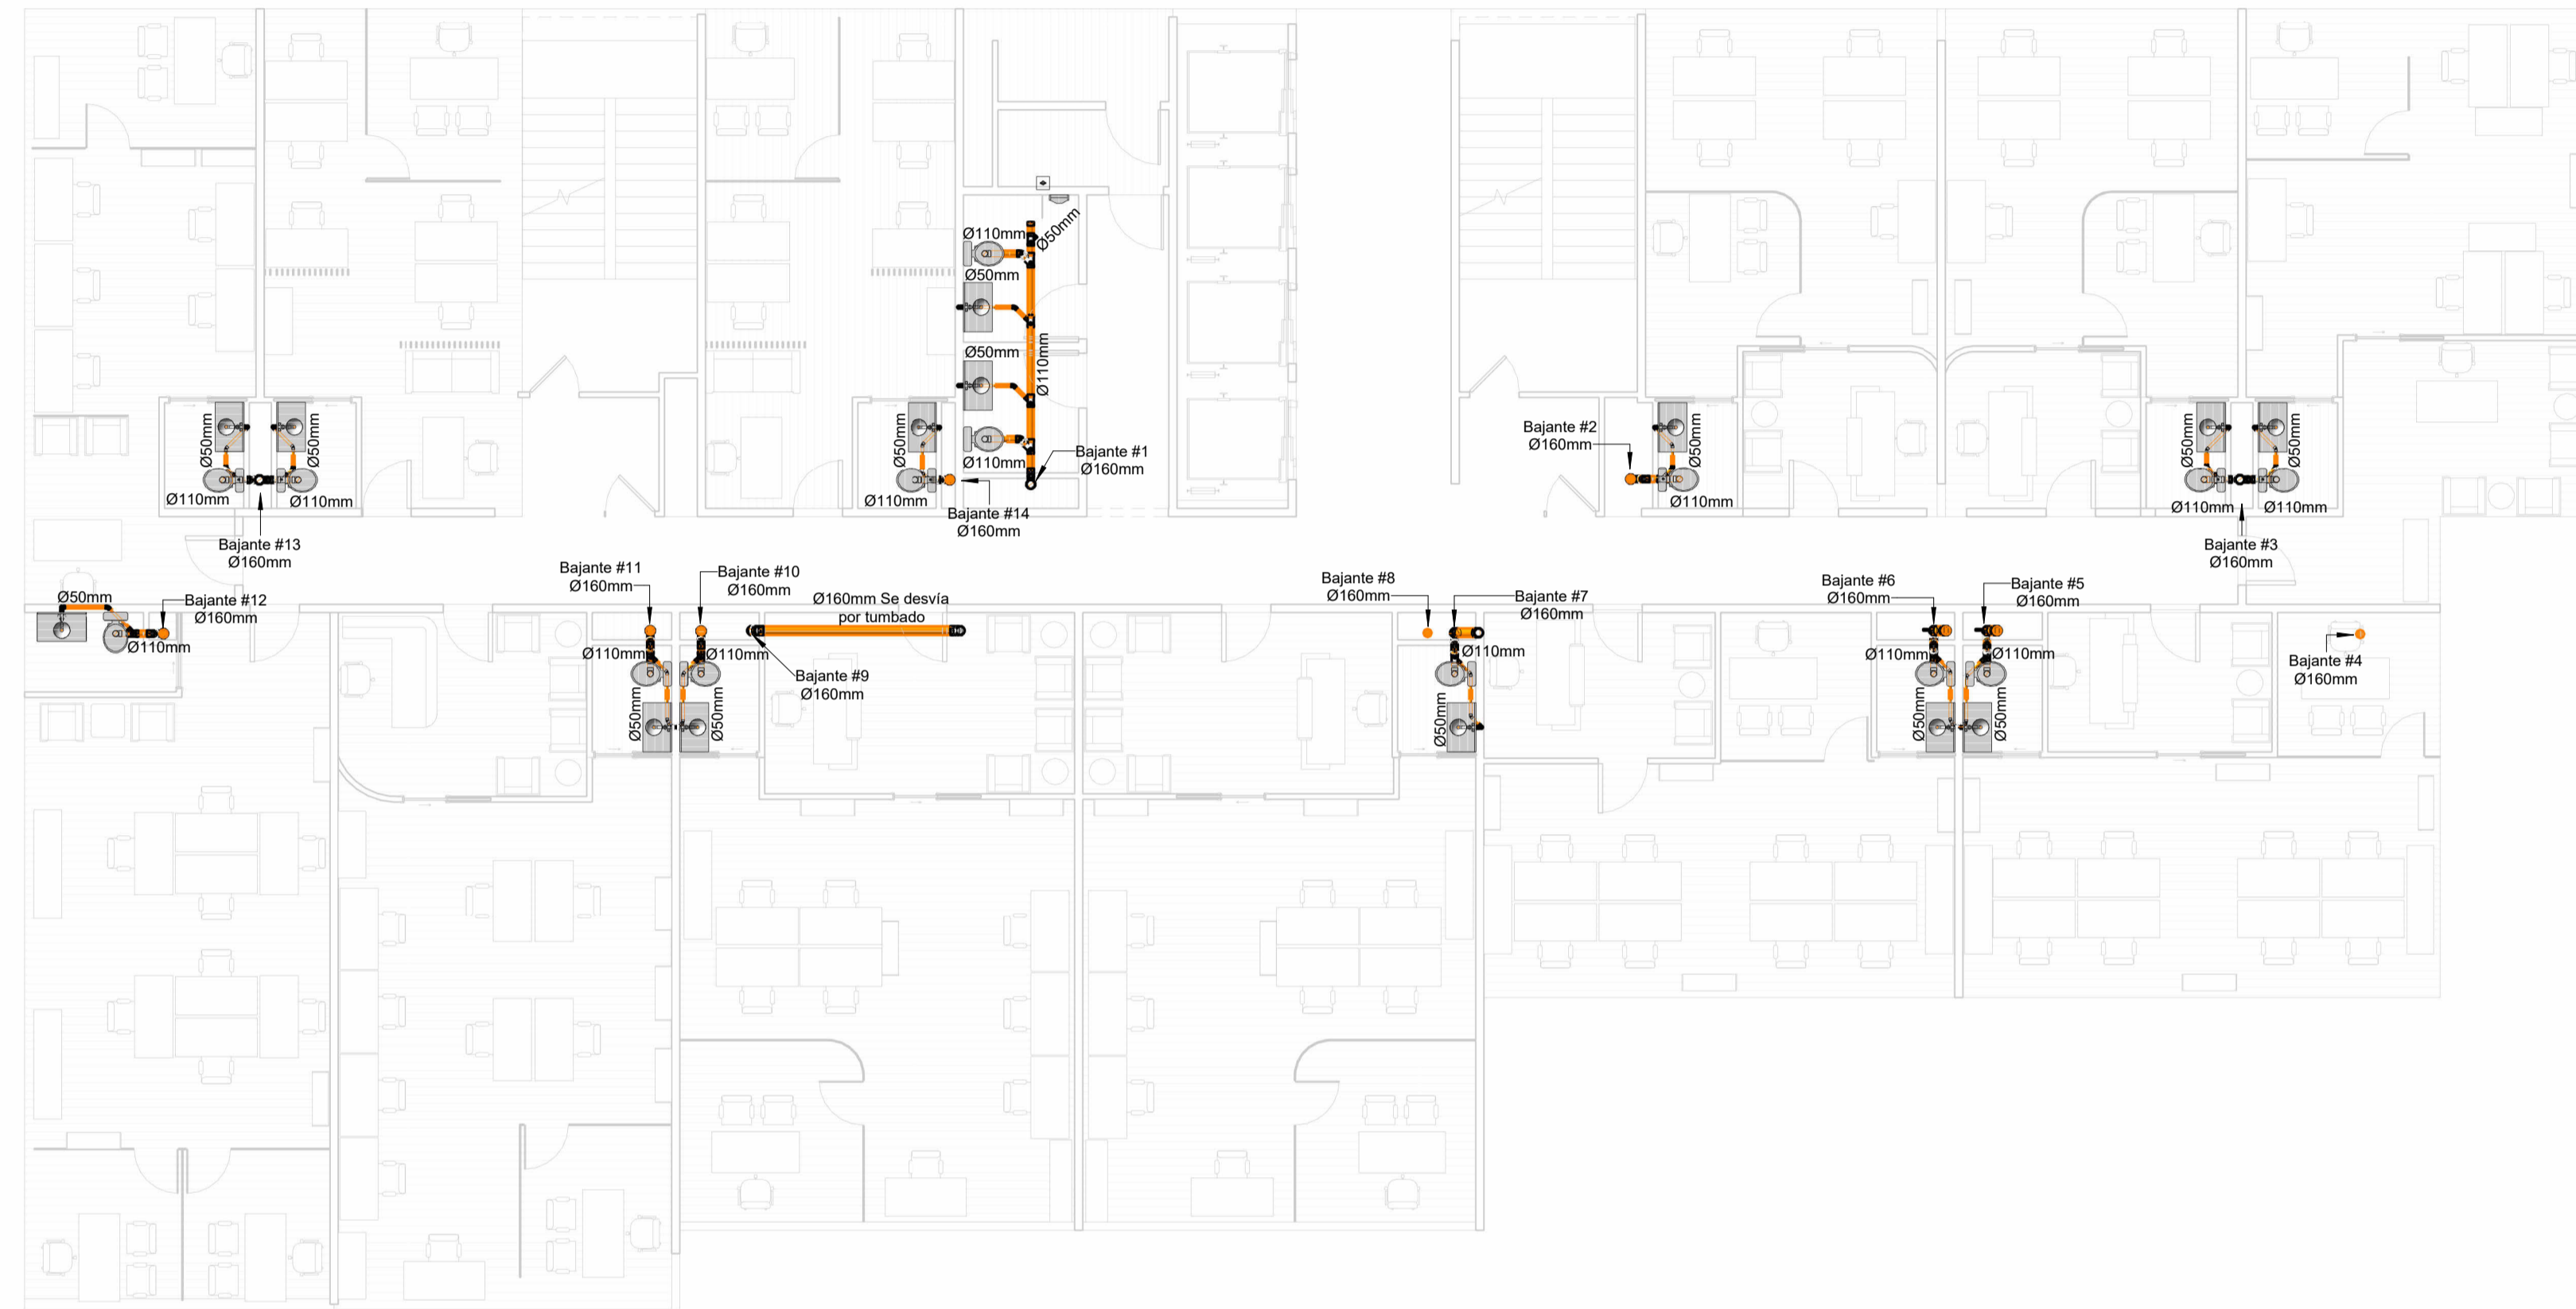 Ø110mm
Ø50mm
Ø50mm
Ø50mm
Ø110mm
Ø110mm
Bajante #1
Ø160mm
Ø50mm
Ø110mm
Bajante #14
Ø160mm
Ø50mm
Ø50mm
Ø110mm
Ø110mm
Bajante #13
Ø160mm
Bajante #2
Ø160mm
Ø50mm
Ø110mm
Ø50mm
Ø50mm
Ø110mm
Ø110mm
Bajante #3
Ø160mm
Ø50mm
Bajante #12
Ø160mm
Ø110mm
Bajante #11
Ø160mm
Bajante #10
Ø160mm
Ø160mm Se desvía
por tumbado
Ø110mm
Ø110mm
Bajante #9
Ø160mm
Ø50mm
Ø50mm
Bajante #8
Ø160mm
Bajante #7
Ø160mm
Ø110mm
Ø50mm
Bajante #6
Ø160mm
Bajante #5
Ø160mm
Ø110mm
Ø110mm
Ø50mm
Ø50mm
Bajante #4
Ø160mm